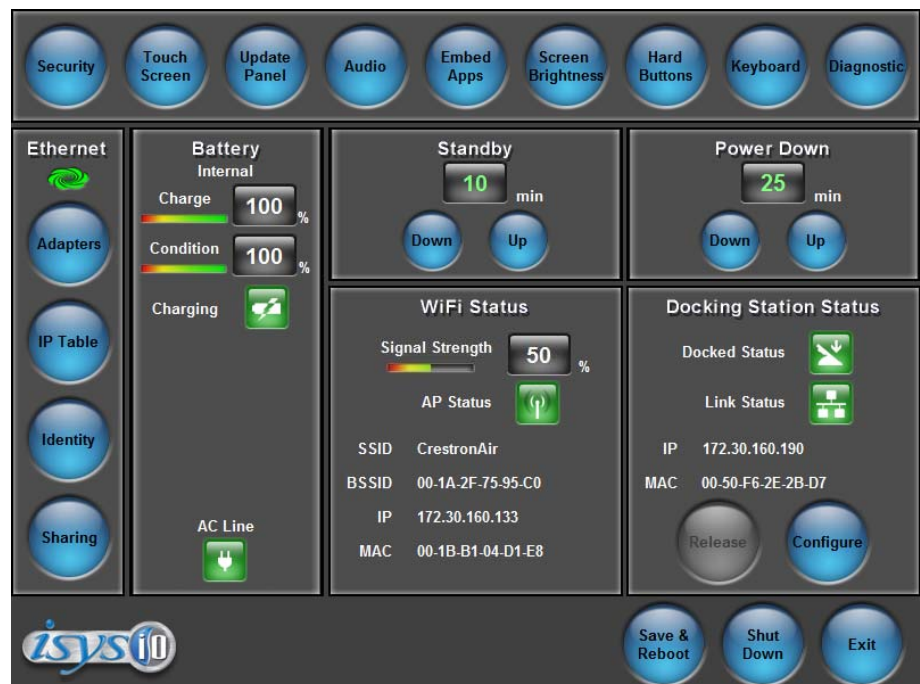 Security
Touch
Screen
Update
Panel
Audio
Embed
Apps
Screen
Brightness
Hard
Buttons
Keyboard
Diagnostic
Ethernet
Adapters
IP Table
Identity
Sharing
Battery
Internal
Charge 100 %
Condition 100 %
Charging
AC Line
Standby
10 min
Down Up
Power Down
25 min
Down Up
WiFi Status
Signal Strength 50 %
AP Status
SSID CrestronAir
BSSID 00-1A-2F-75-95-C0
IP 172.30.160.133
MAC 00-1B-B1-04-D1-E8
Docking Station Status
Docked Status
Link Status
IP 172.30.160.190
MAC 00-50-F6-2E-2B-D7
Release Configure
isys i0
Save &
Reboot
Shut
Down
Exit